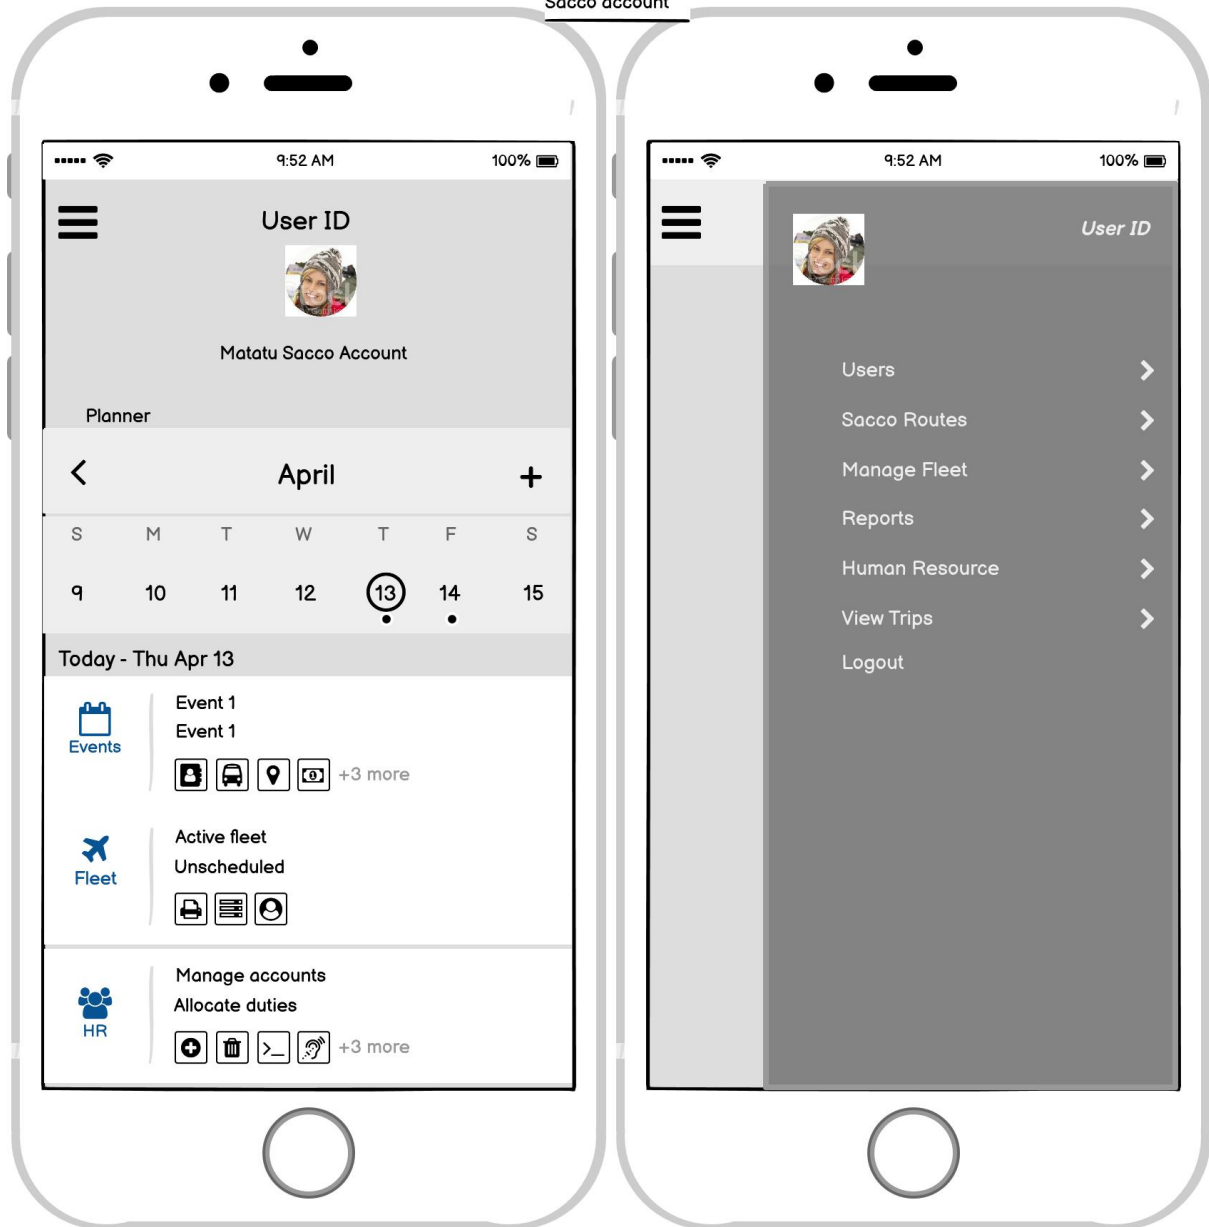 Sacco account
9:52 AM 100%
User ID
Matatu Sacco Account
Planner
April
S M T W T F S
9 10 11 12 13 14 15
Today - Thu Apr 13
Events
Event 1
Event 1
+3 more
Fleet
Active fleet
Unscheduled
HR
Manage accounts
Allocate duties
+3 more
9:52 AM 100%
User ID
Users
Sacco Routes
Manage Fleet
Reports
Human Resource
View Trips
Logout